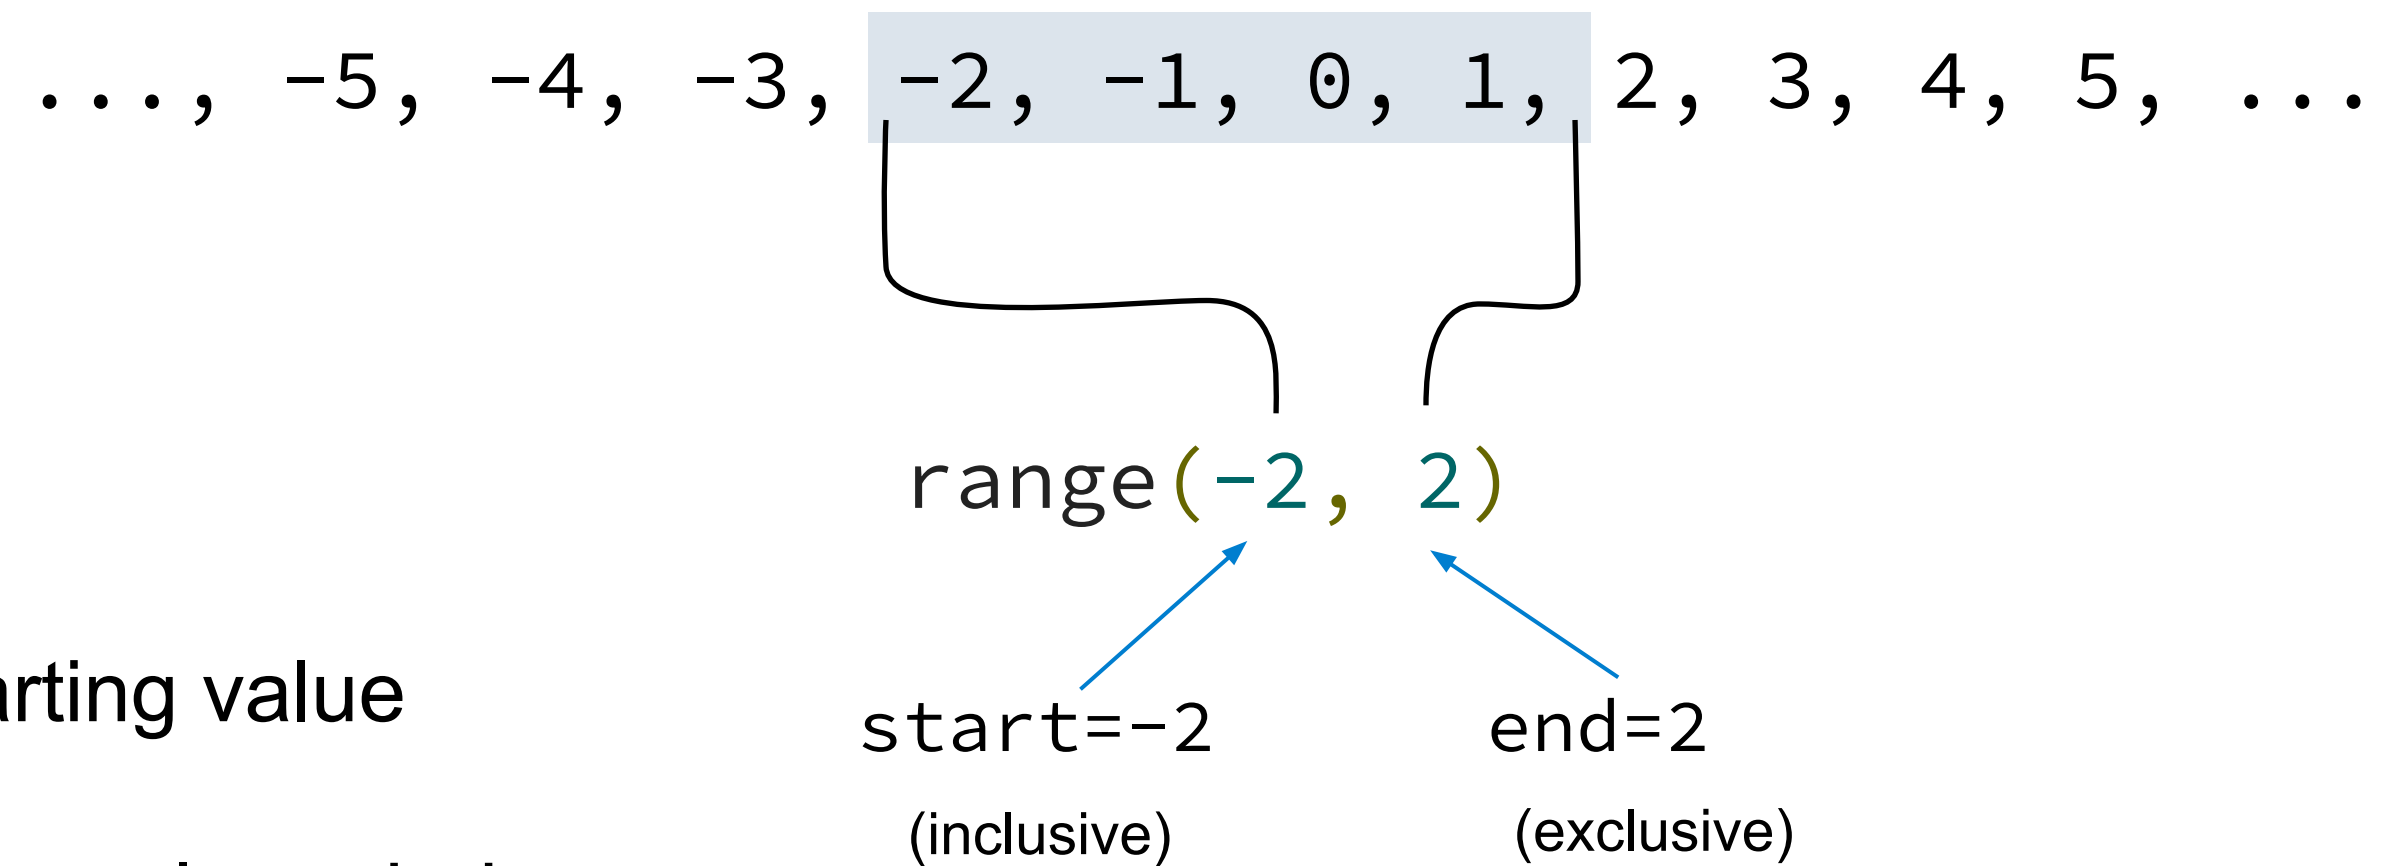 ..., -5, -4, -3, -2, -1, 0, 1, 2, 3, 4, 5, ...
range(-2, 2)
arting value
start=-2 end=2
(inclusive) (exclusive)